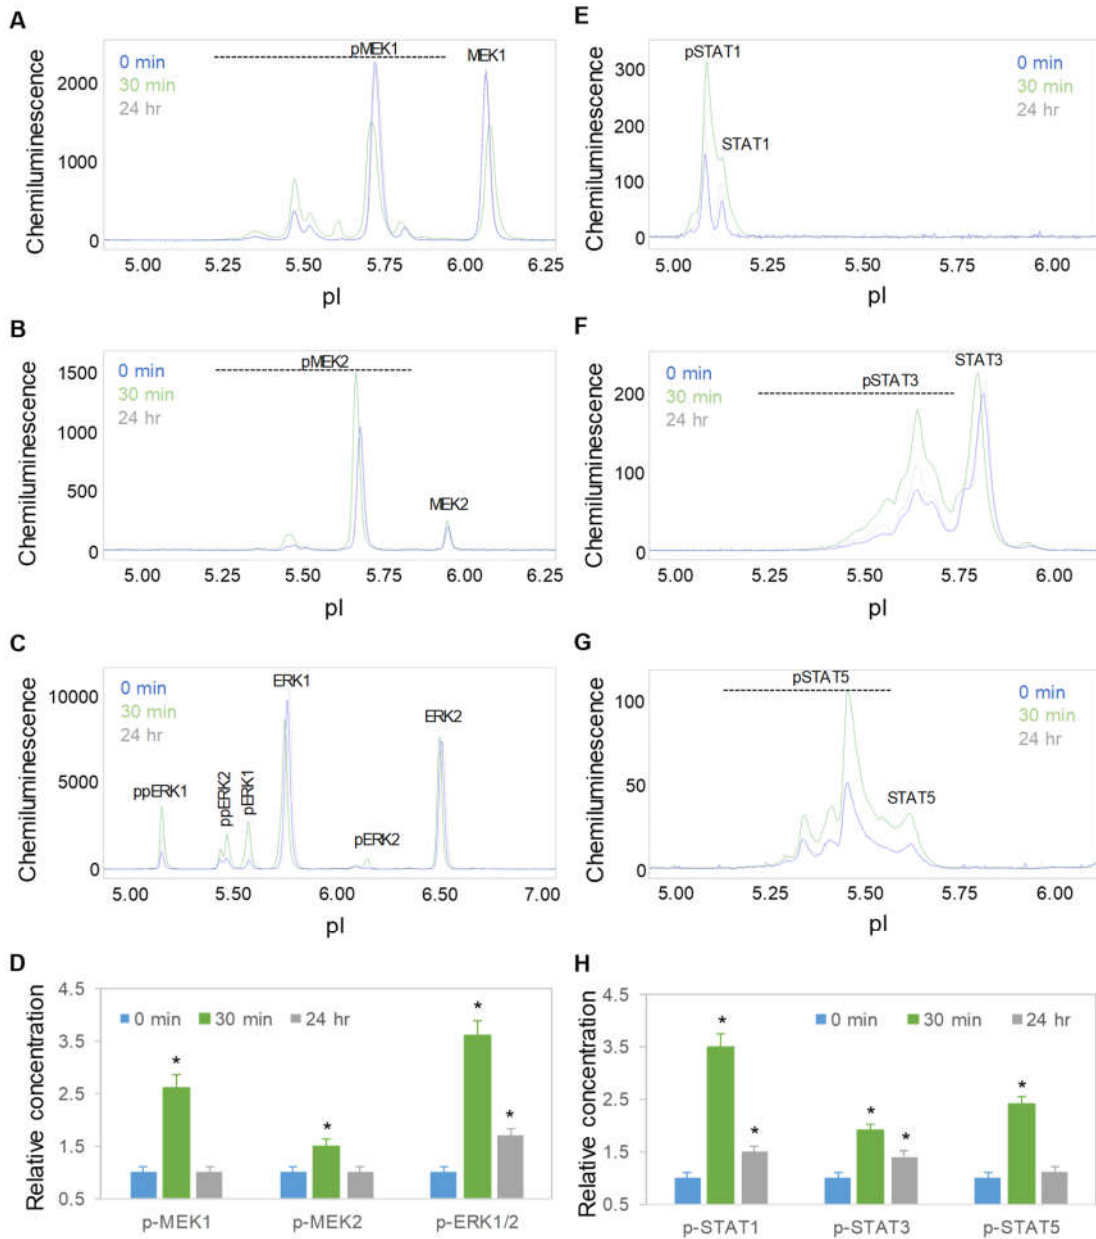 A
Chemiluminescence
2000
1000
0
0 min
30 min
24 hr
pMEK1
MEK1
5.00 5.25 5.50 5.75 6.00 6.25
pI
B
Chemiluminescence
1500
1000
500
0
0 min
30 min
24 hr
pMEK2
MEK2
5.00 5.25 5.50 5.75 6.00 6.25
pI
C
Chemiluminescence
10000
5000
0
0 min
30 min
24 hr
ppERK1
ppERK2
pERK1
ERK1
pERK2
ERK2
5.00 5.50 6.00 6.50 7.00
pI
D
Relative concentration
4.5
3.5
2.5
1.5
0.5
0 min 30 min 24 hr
*
*
*
*
p-MEK1 p-MEK2 p-ERK1/2
E
Chemiluminescence
300
200
100
0
pSTAT1
STAT1
0 min
30 min
24 hr
5.00 5.25 5.50 5.75 6.00
pI
F
Chemiluminescence
200
100
0
0 min
30 min
24 hr
pSTAT3
STAT3
5.00 5.25 5.50 5.75 6.00
pI
G
Chemiluminescence
100
50
0
pSTAT5
STAT5
0 min
30 min
24 hr
5.00 5.25 5.50 5.75 6.00
pI
H
Relative concentration
4.5
3.5
2.5
1.5
0.5
0 min 30 min 24 hr
*
*
*
*
*
p-STAT1 p-STAT3 p-STAT5